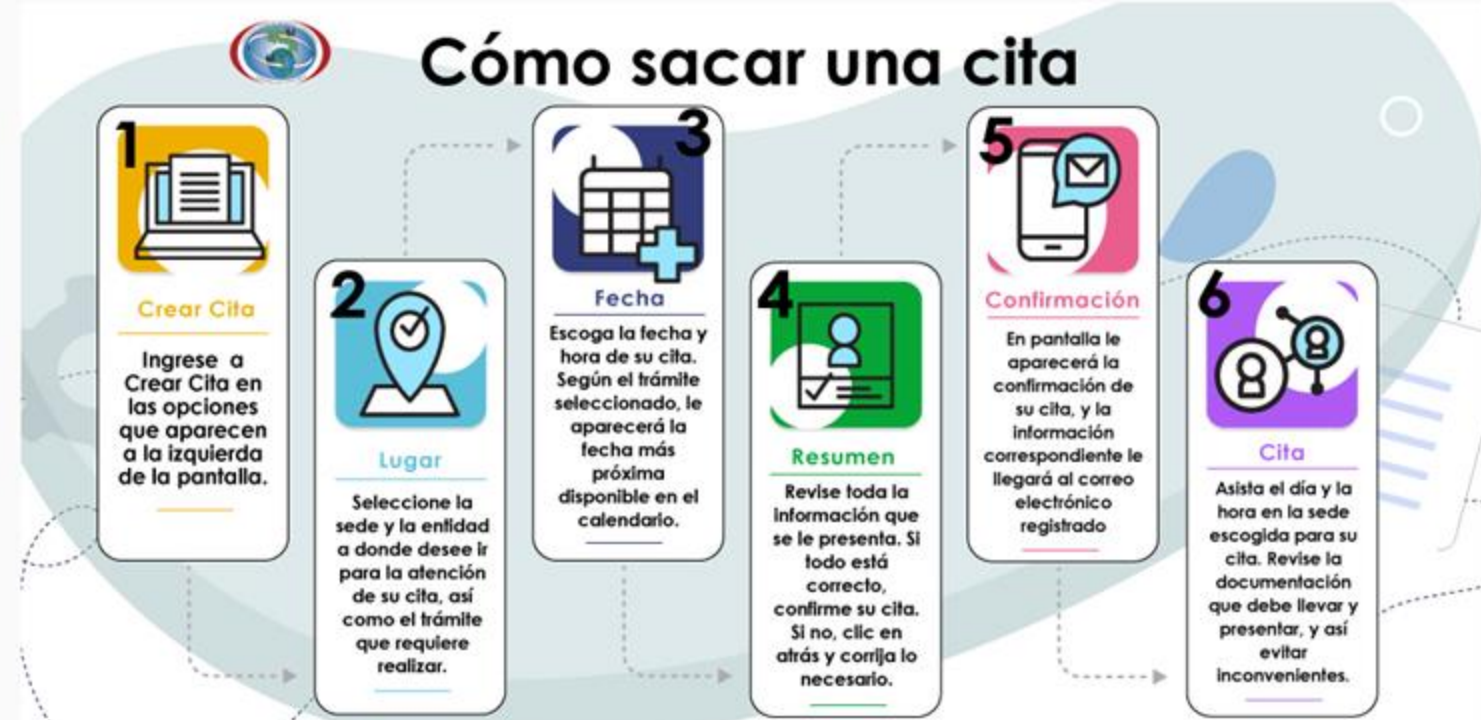 Cómo sacar una cita
1
Crear Cita
Ingrese a
Crear Cita en
las opciones
que aparecen
a la izquierda
de la pantalla.
2
Lugar
Seleccione la
sede y la entidad
a donde desee ir
para la atención
de su cita, así
como el trámite
que requiere
realizar.
3
Fecha
Escoga la fecha y
hora de su cita.
Según el trámite
seleccionado, le
aparecerá la
fecha más
próxima
disponible en el
calendario.
4
Resumen
Revise toda la
información que
se le presenta. Si
todo está
correcto,
confirme su cita.
Si no, clic en
atrás y corrija lo
necesario.
5
Confirmación
En pantalla le
aparecerá la
confirmación de
su cita, y la
información
correspondiente le
llegará al correo
electrónico
registrado
6
Cita
Asista el día y la
hora en la sede
escogida para su
cita. Revise la
documentación
que debe llevar y
presentar, y así
evitar
inconvenientes.